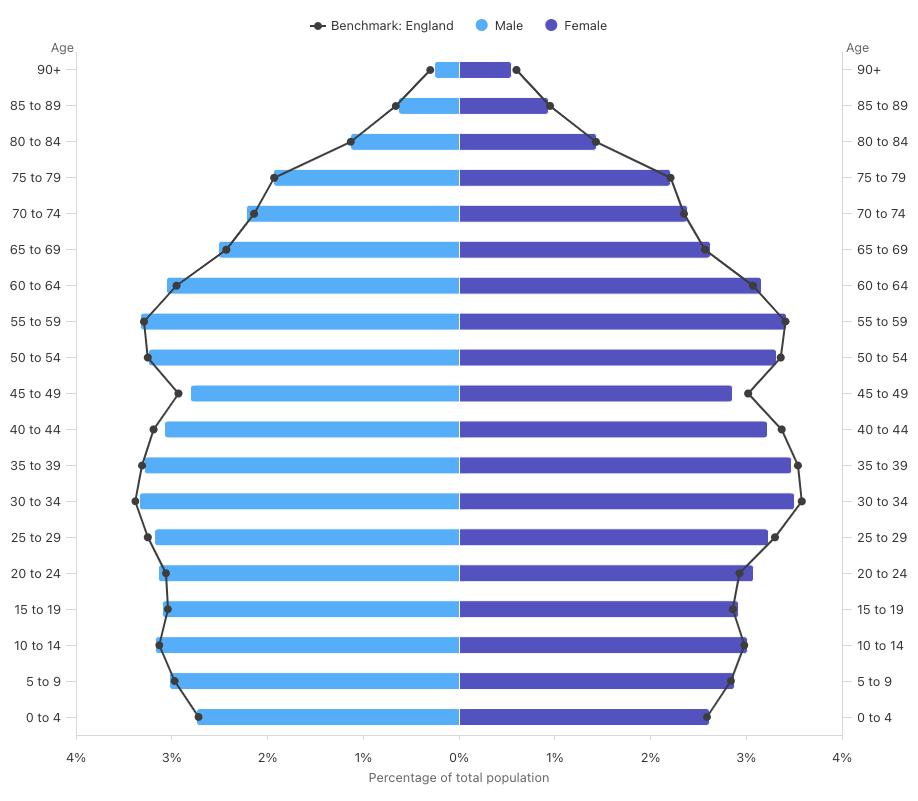 Benchmark: England Male Female
Age Age
90+ 90+
85 to 89 85 to 89
80 to 84 80 to 84
75 to 79 75 to 79
70 to 74 70 to 74
65 to 69 65 to 69
60 to 64 60 to 64
55 to 59 55 to 59
50 to 54 50 to 54
45 to 49 45 to 49
40 to 44 40 to 44
35 to 39 35 to 39
30 to 34 30 to 34
25 to 29 25 to 29
20 to 24 20 to 24
15 to 19 15 to 19
10 to 14 10 to 14
5 to 9 5 to 9
0 to 4 0 to 4
4% 3% 2% 1% 0% 1% 2% 3% 4%
Percentage of total population